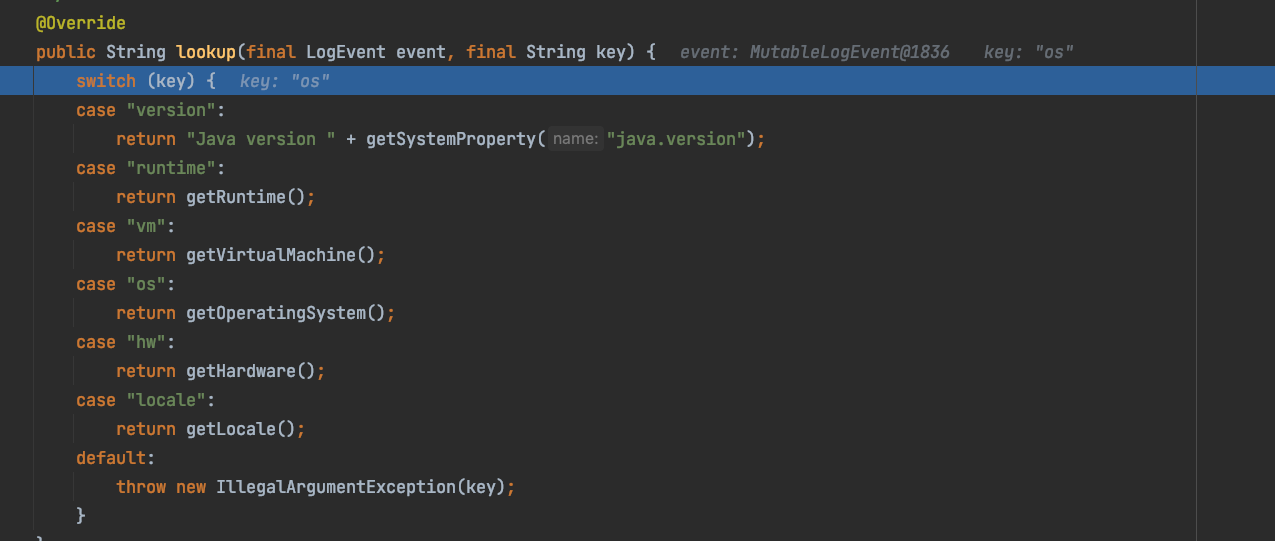 @Override
public String lookup(final LogEvent event, final String key) {  event: MutableLogEvent@1836  key: "os"
    switch (key) {  key: "os"
    case "version":
        return "Java version " + getSystemProperty( name: "java.version");
    case "runtime":
        return getRuntime();
    case "vm":
        return getVirtualMachine();
    case "os":
        return getOperatingSystem();
    case "hw":
        return getHardware();
    case "locale":
        return getLocale();
    default:
        throw new IllegalArgumentException(key);
    }